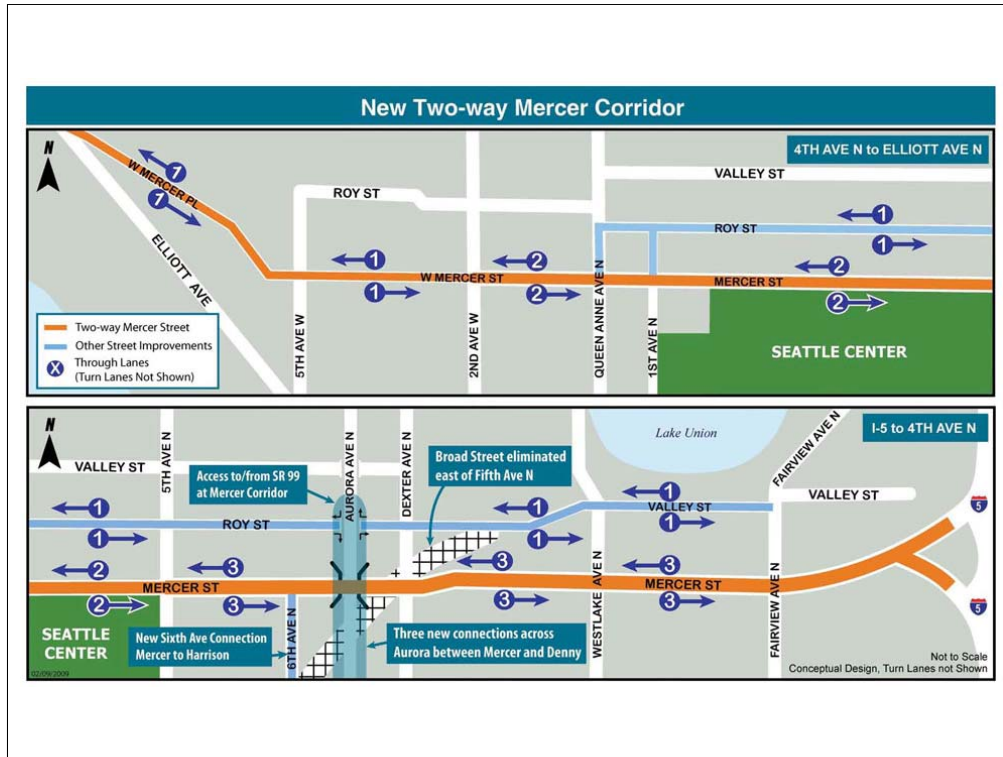 New Two-way Mercer Corridor
N
4TH AVE N to ELLIOTT AVE N
VALLEY ST
W MERCER PL
1
1
ROY ST
1
ROY ST
1
ELLIOTT AVE
1
W MERCER ST
1
2
2
2
MERCER ST
2
5TH AVE W
2ND AVE W
QUEEN ANNE AVE N
1ST AVE N
SEATTLE CENTER
Two-way Mercer Street
Other Street Improvements
X
Through Lanes
(Turn Lanes Not Shown)
N
I-5 to 4TH AVE N
5TH AVE N
AURORA AVE N
DEXTER AVE N
Lake Union
FAIRVIEW AVE N
VALLEY ST
Access to/from SR 99
at Mercer Corridor
Broad Street eliminated
east of Fifth Ave N
VALLEY ST
1
ROY ST
1
1
1
1
VALLEY ST
1
5
2
MERCER ST
2
3
3
3
3
3
MERCER ST
3
5
WESTLAKE AVE N
FAIRVIEW AVE N
SEATTLE
CENTER
New Sixth Ave Connection
Mercer to Harrison
6TH AVE N
Three new connections across
Aurora between Mercer and Denny
Not to Scale
Conceptual Design, Turn Lanes not Shown
02/09/2009